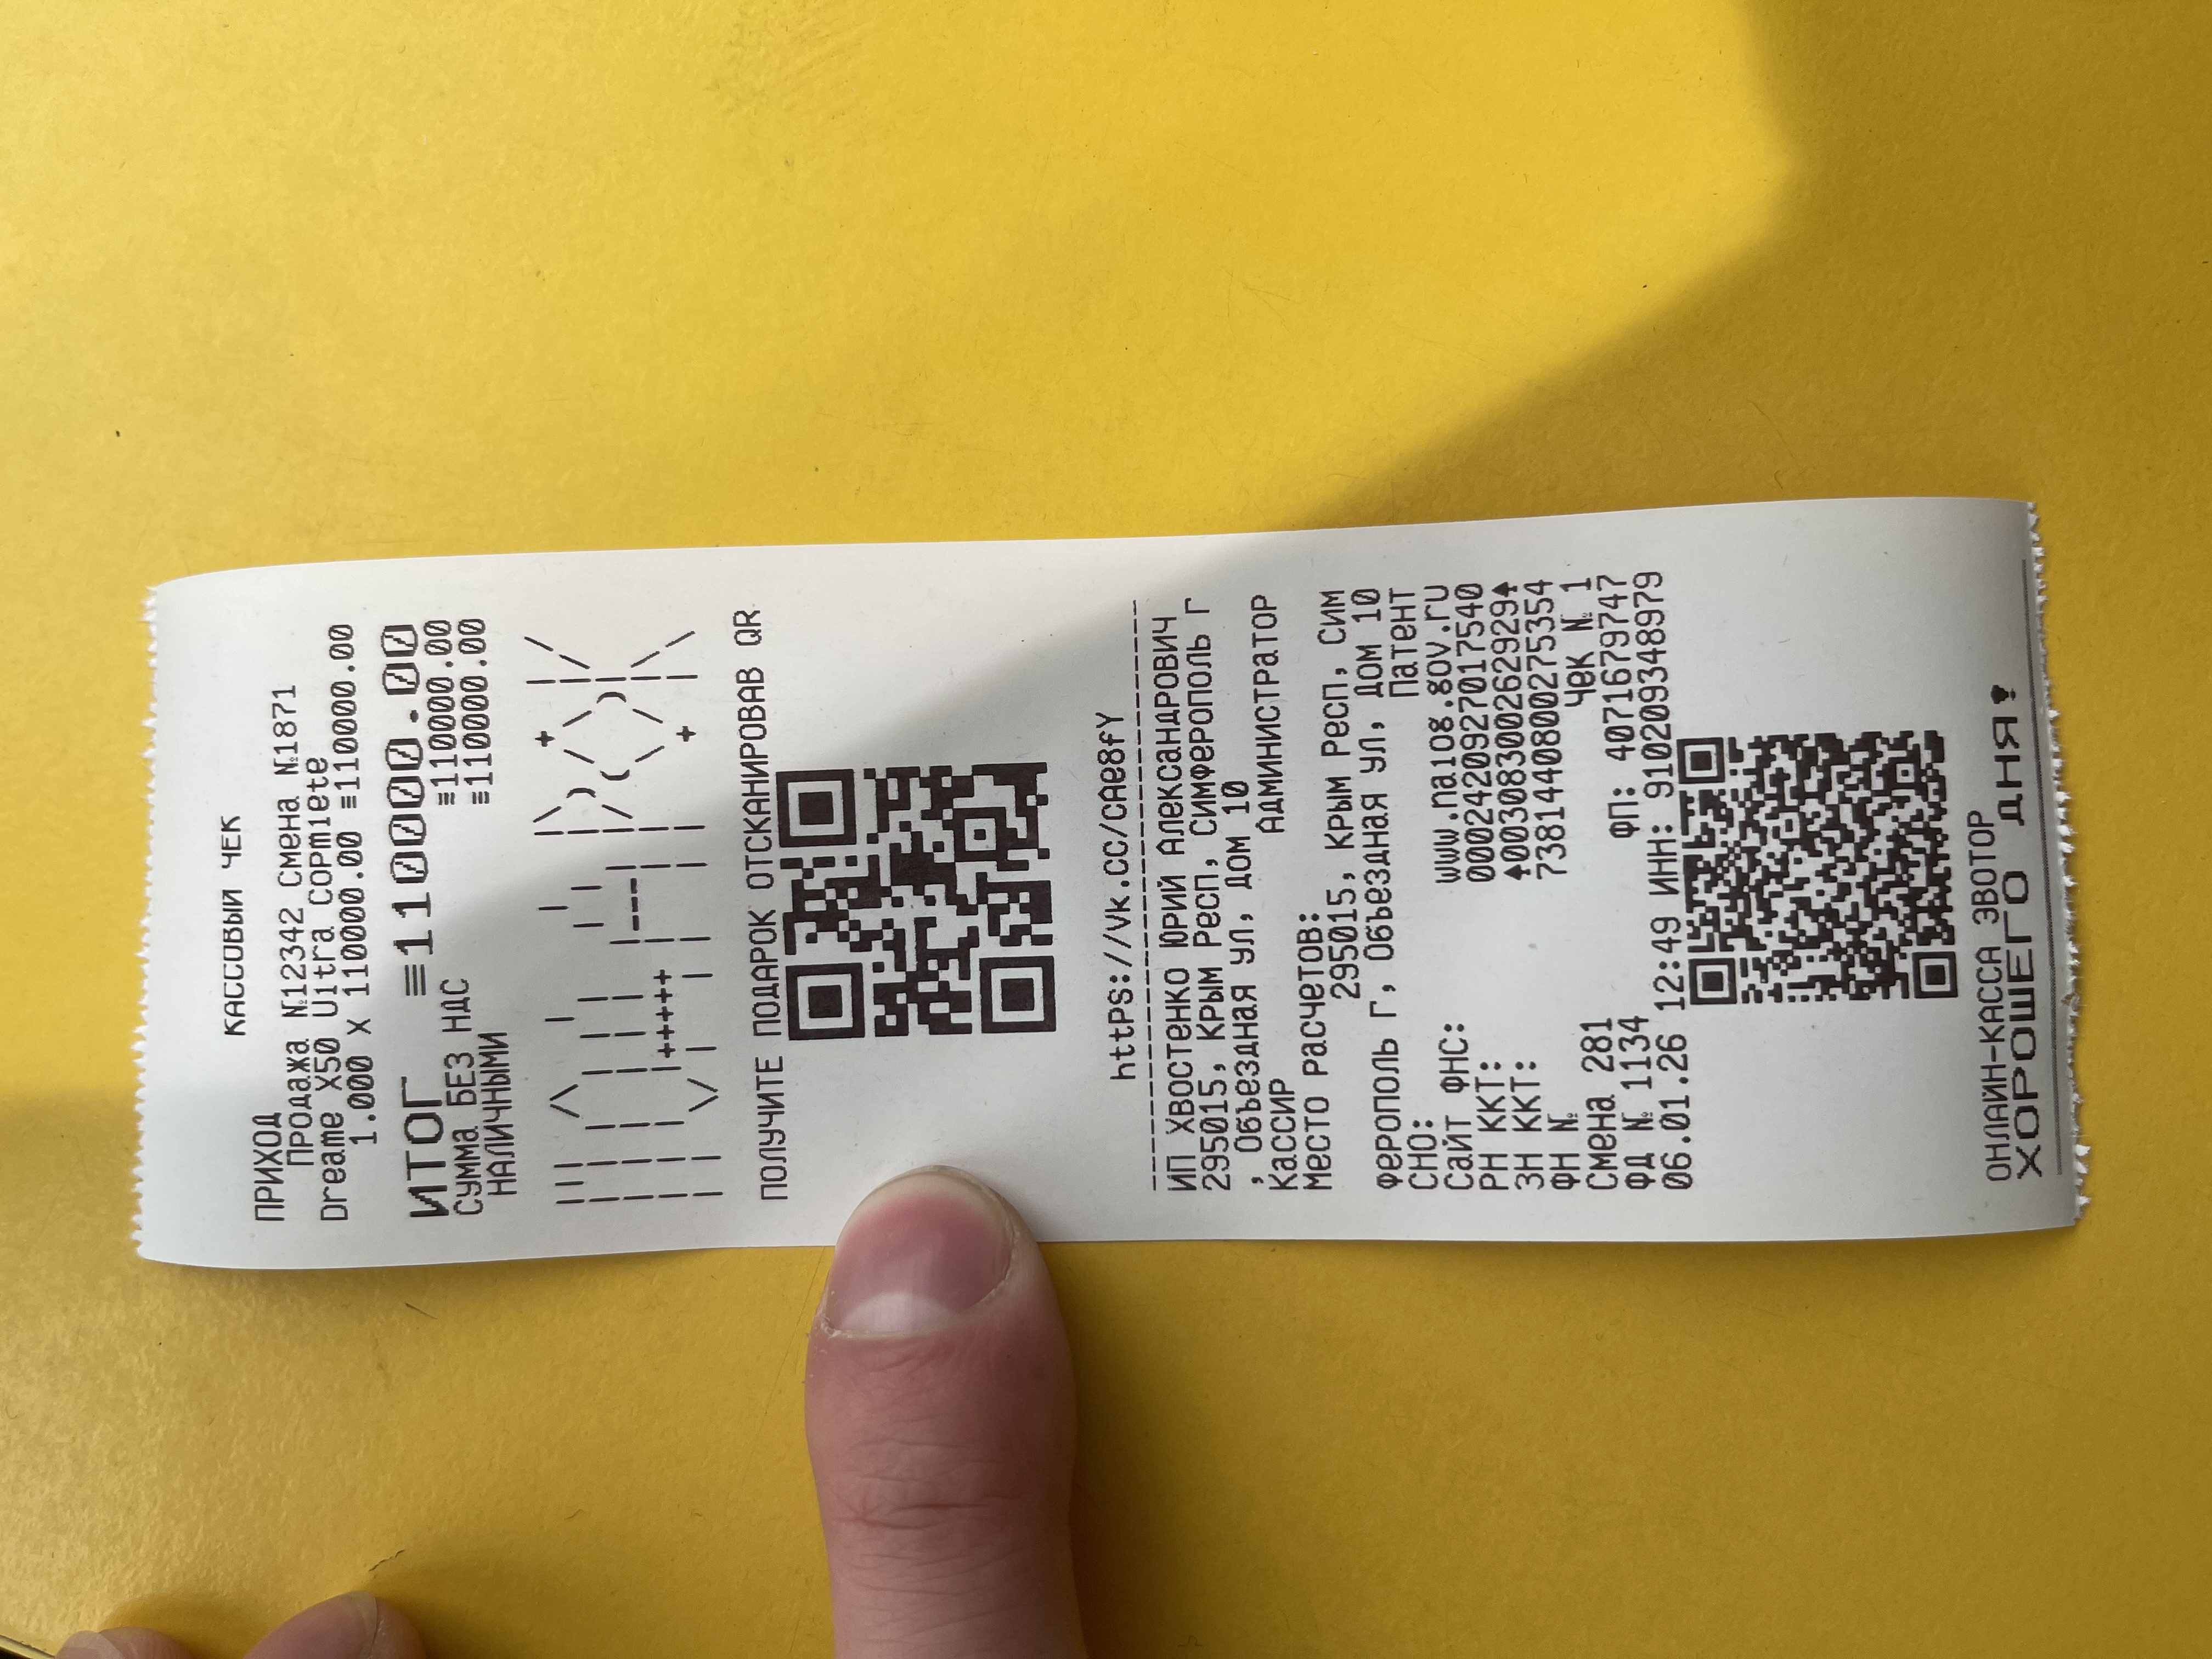 КАССОВЫЙ ЧЕК
ПРИХОД
ПРОДАЖА №12342 СМЕНА №1871
Dreame X50 Ultra copmlete
1.000 X 110000.00 ≡110000.00
ИТОГ ≡110000.00
СУММА БЕЗ НДС ≡110000.00
НАЛИЧНЫМИ ≡110000.00
ПОЛУЧИТЕ ПОДАРОК ОТСКАНИРОВАВ QR
https://vk.cc/cAe8fY
ИП ХВОСТЕНКО ЮРИЙ АЛЕКСАНДРОВИЧ
295015, КРЫМ РЕСП, СИМФЕРОПОЛЬ Г
, ОБЪЕЗДНАЯ УЛ, ДОМ 10
КАССИР АДМИНИСТРАТОР
МЕСТО РАСЧЕТОВ:
295015, КРЫМ РЕСП, СИМ
ФЕРОПОЛЬ Г, ОБЪЕЗДНАЯ УЛ, ДОМ 10
СНО: ПАТЕНТ
САЙТ ФНС: www.nalog.gov.ru
РН ККТ: 0002420927017540
ЗН ККТ: ♠00308300262929♠
ФН № 7381440800275354
СМЕНА 281 ЧЕК № 1
ФД № 1134 ФП: 4071679747
06.01.26 12:49 ИНН: 910209348979
ОНЛАЙН-КАССА ЭВОТОР
ХОРОШЕГО ДНЯ!